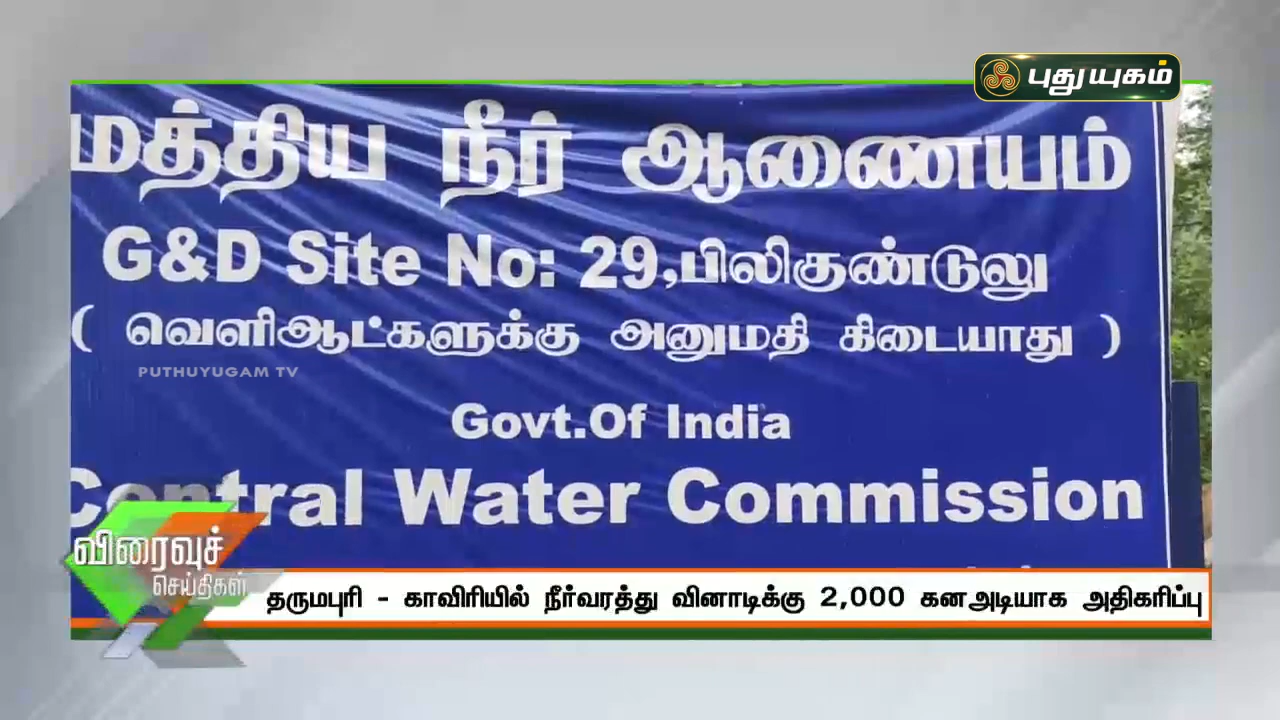 புதுயுகம்
மத்திய நீர் ஆணையம்
G&D Site No: 29,பிலிகுண்டுலு
( வெளிஆட்களுக்கு அனுமதி கிடையாது )
PUTHUYUGAM TV
Govt.Of India
Central Water Commission
விரைவுச்
செய்திகள்
தருமபுரி - காவிரியில் நீர்வரத்து வினாடிக்கு 2,000 கனஅடியாக அதிகரிப்பு